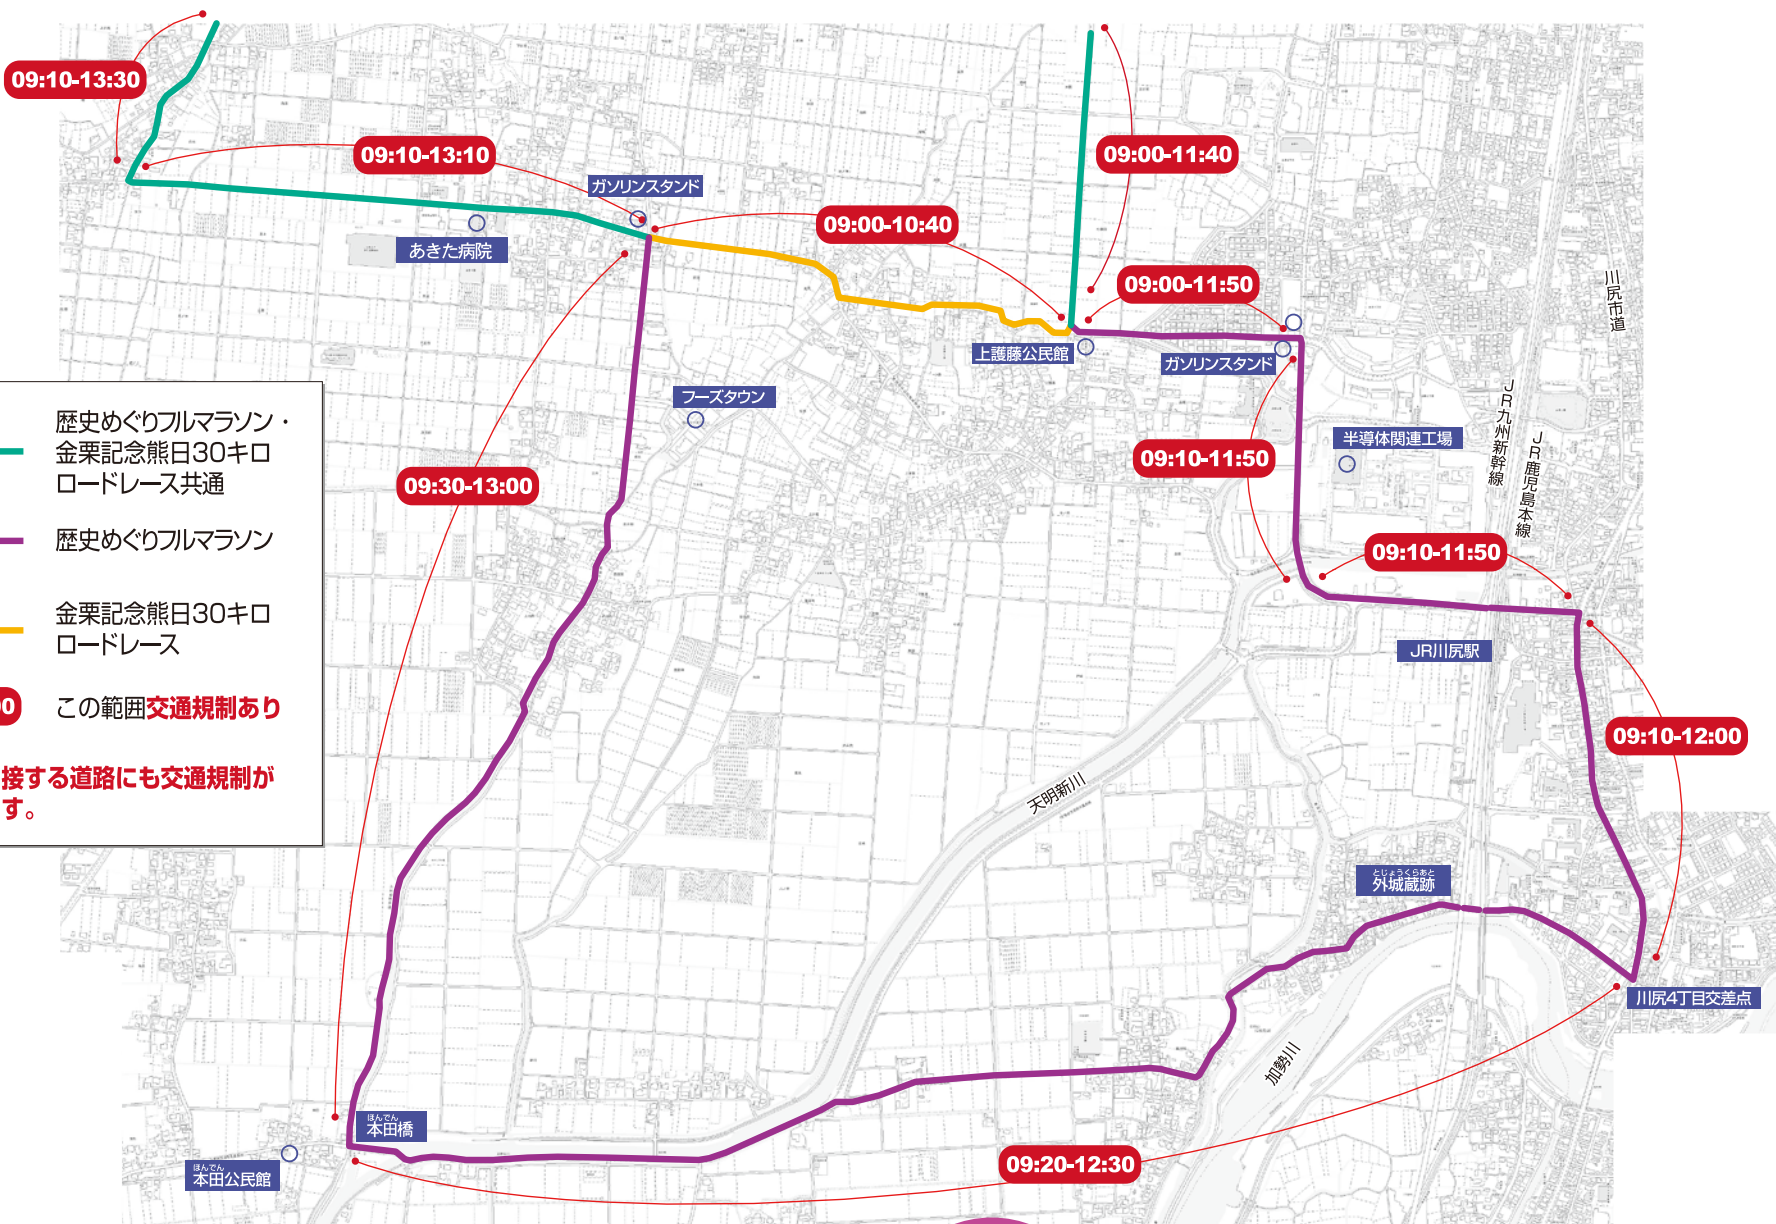 09:10-13:30
09:10-13:10
ガソリンスタンド
あきた病院
09:00-10:40
09:00-11:40
09:00-11:50
上護藤公民館
ガソリンスタンド
川尻市道
JR九州新幹線
JR鹿児島本線
フーズタウン
半導体関連工場
09:10-11:50
09:30-13:00
09:10-11:50
JR川尻駅
09:10-12:00
天明新川
とじょうくらあと
外城蔵跡
川尻4丁目交差点
加勢川
ほんでん
本田橋
ほんでん
本田公民館
09:20-12:30
歴史めぐりフルマラソン・
金栗記念熊日30キロ
ロードレース共通
歴史めぐりフルマラソン
金栗記念熊日30キロ
ロードレース
この範囲交通規制あり
接する道路にも交通規制が
す。